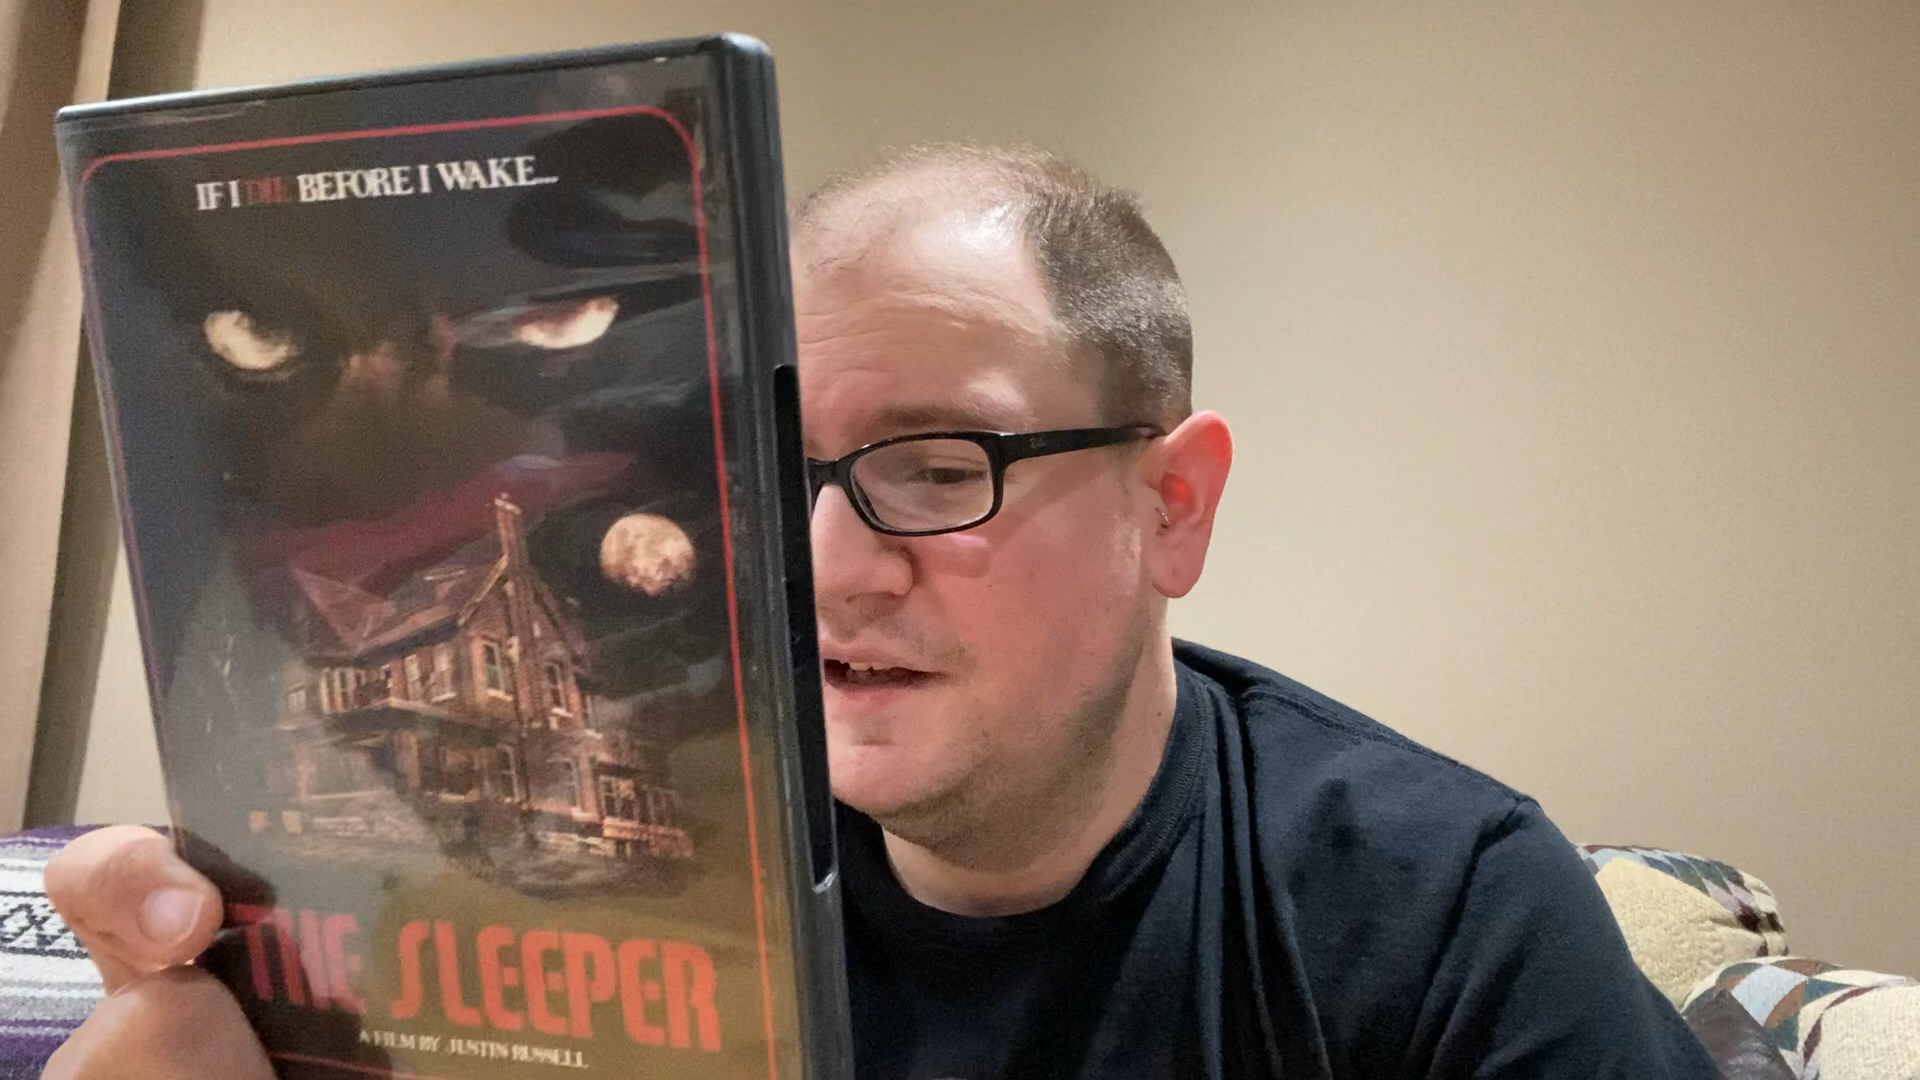 IF I DIE BEFORE I WAKE...
THE SLEEPER
A FILM BY JUSTIN RUSSELL